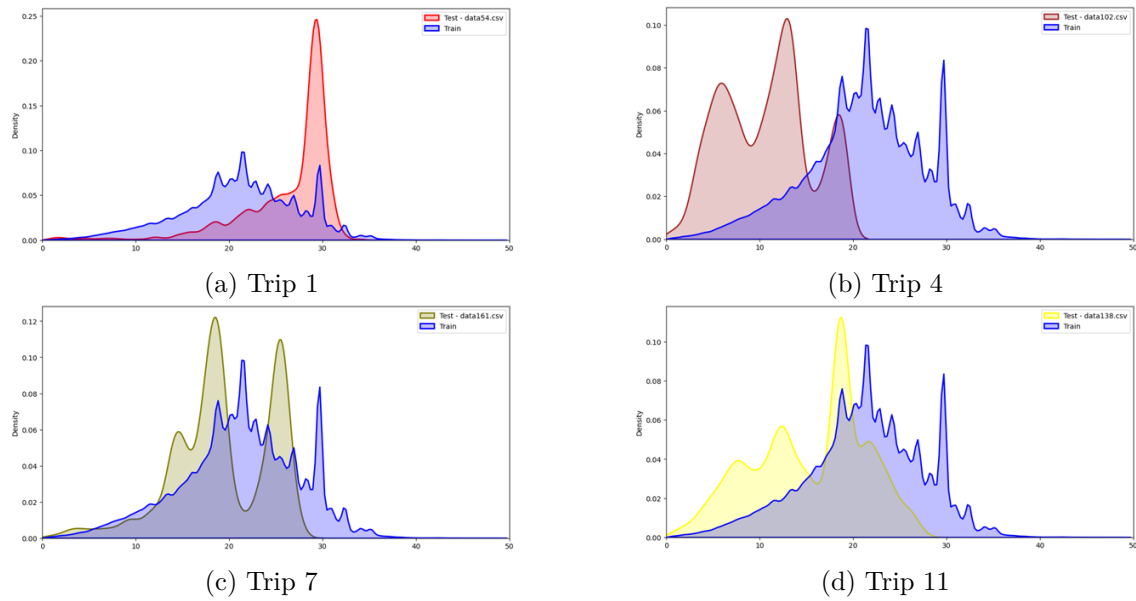 0.25
0.20
0.15
0.10
0.05
0.00
Density
0 10 20 30 40 50
Test - data54.csv
Train
(a) Trip 1
0.10
0.08
0.06
0.04
0.02
0.00
Density
0 10 20 30 40 50
Test - data102.csv
Train
(b) Trip 4
0.12
0.10
0.08
0.06
0.04
0.02
0.00
Density
0 10 20 30 40 50
Test - data161.csv
Train
(c) Trip 7
0.10
0.08
0.06
0.04
0.02
0.00
Density
0 10 20 30 40 50
Test - data138.csv
Train
(d) Trip 11